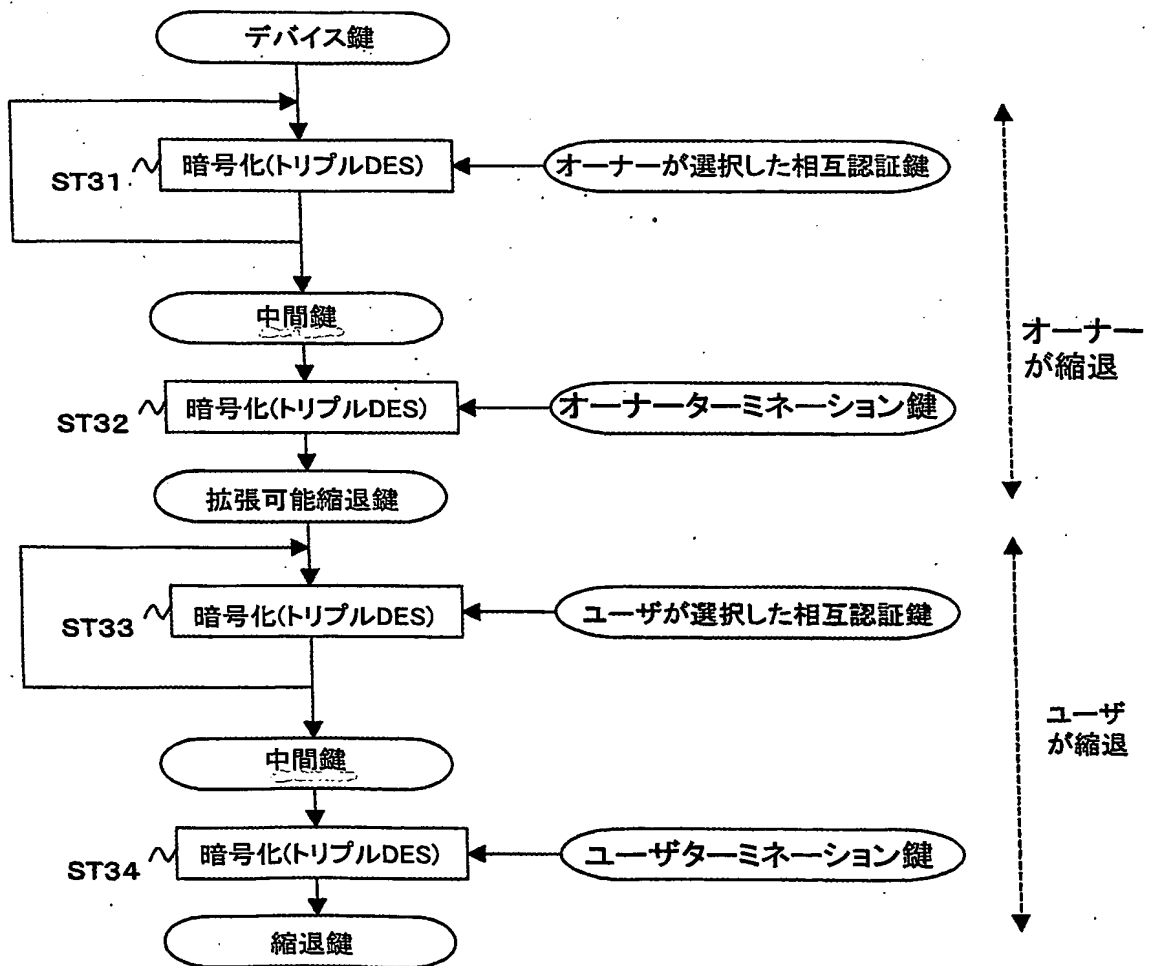 デバイス鍵
ST31
暗号化(トリプルDES)
オーナーが選択した相互認証鍵
中間鍵
オーナー
が縮退
ST32
暗号化(トリプルDES)
オーナーターミネーション鍵
拡張可能縮退鍵
ST33
暗号化(トリプルDES)
ユーザが選択した相互認証鍵
ユーザ
が縮退
中間鍵
ST34
暗号化(トリプルDES)
ユーザターミネーション鍵
縮退鍵